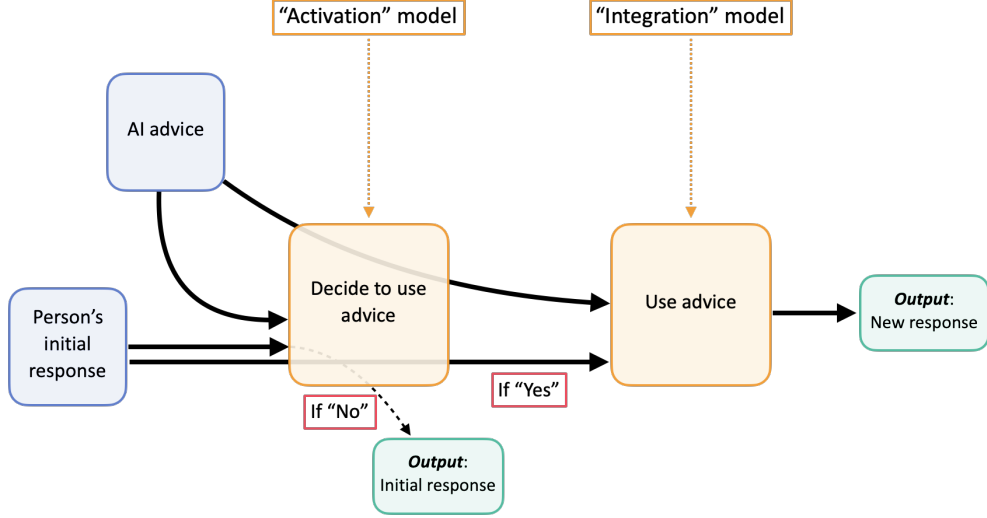 “Activation” model
“Integration” model
AI advice
Decide to use
advice
Use advice
Person’s
initial
response
Output:
New response
If “No”
If “Yes”
Output:
Initial response